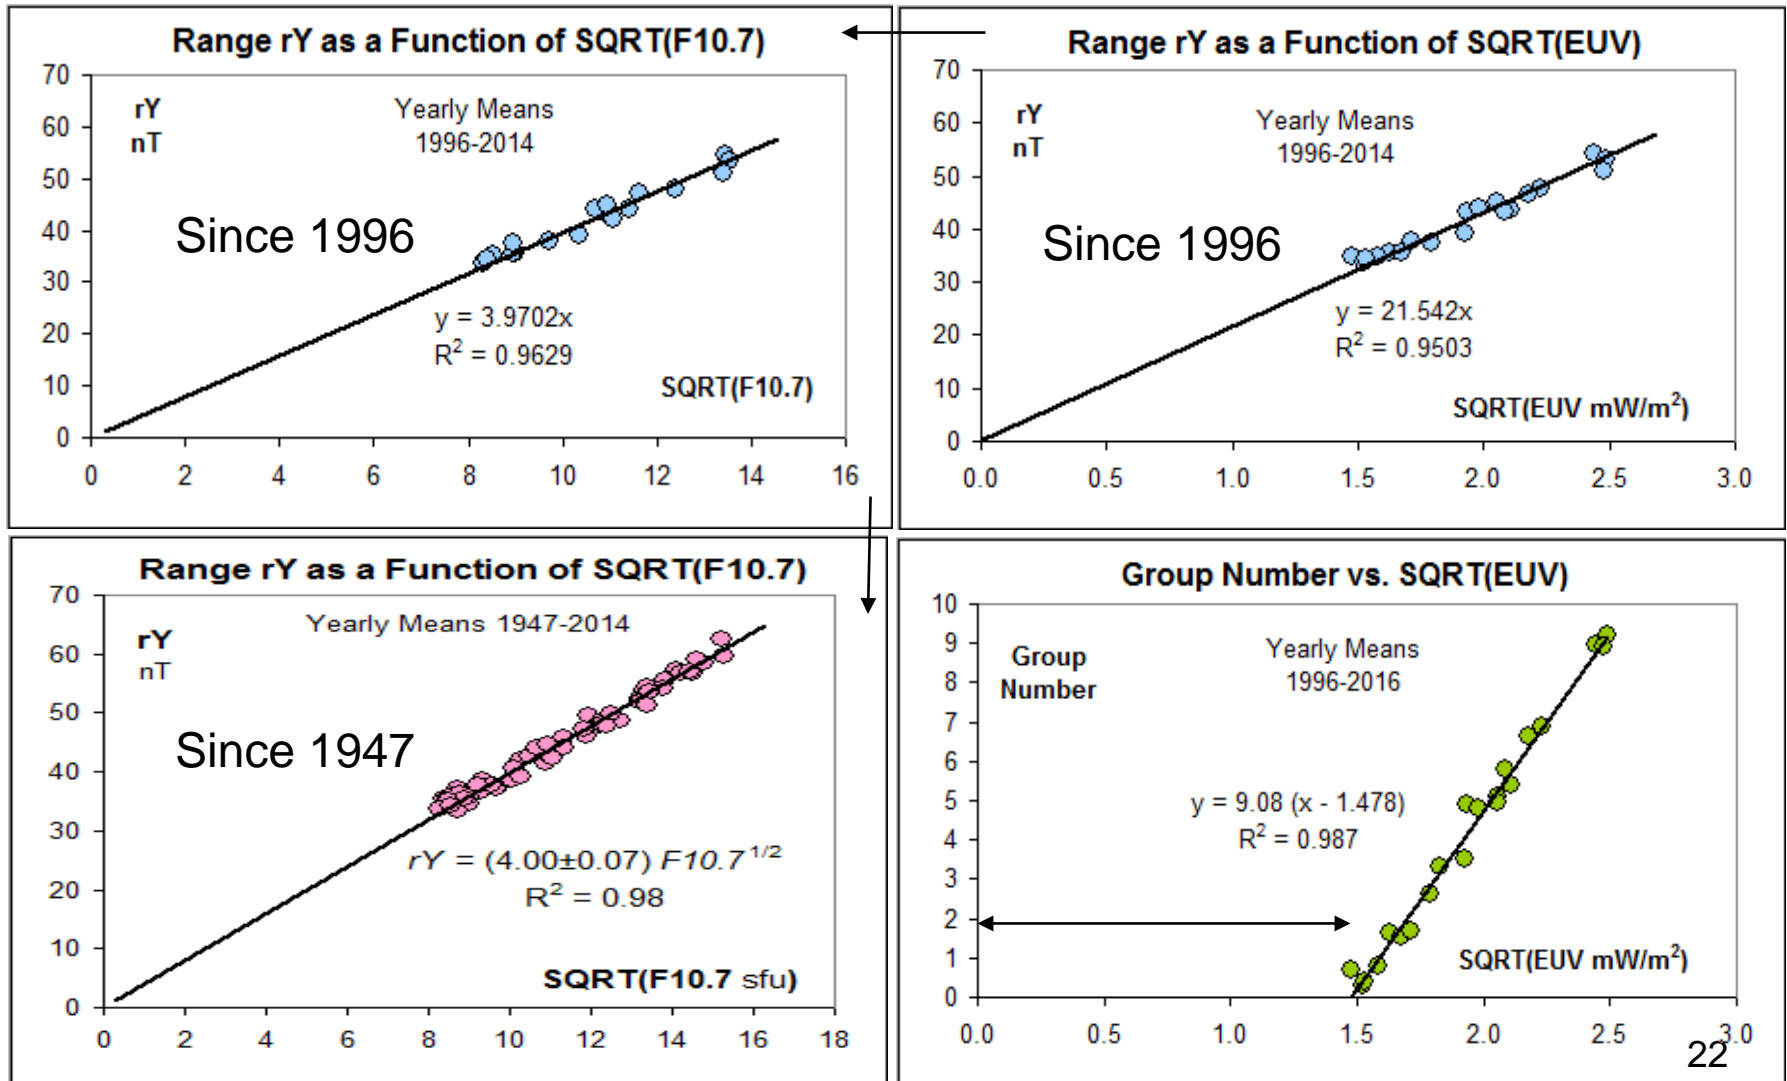 Range rY as a Function of SQRT(F10.7)
70
60
50
40
30
20
10
0
rY
nT
Yearly Means
1996-2014
Since 1996
y = 3.9702x
R² = 0.9629
SQRT(F10.7)
0 2 4 6 8 10 12 14 16
Range rY as a Function of SQRT(EUV)
70
60
50
40
30
20
10
0
rY
nT
Yearly Means
1996-2014
Since 1996
y = 21.542x
R² = 0.9503
SQRT(EUV mW/m²)
0.0 0.5 1.0 1.5 2.0 2.5 3.0
Range rY as a Function of SQRT(F10.7)
70
60
50
40
30
20
10
0
rY
nT
Yearly Means 1947-2014
Since 1947
rY = (4.00±0.07) F10.7^1/2
R² = 0.98
SQRT(F10.7 sfu)
0 2 4 6 8 10 12 14 16 18
Group Number vs. SQRT(EUV)
10
9
8
7
6
5
4
3
2
1
0
Group
Number
Yearly Means
1996-2016
y = 9.08 (x - 1.478)
R² = 0.987
SQRT(EUV mW/m²)
0.0 0.5 1.0 1.5 2.0 2.5 3.0
22